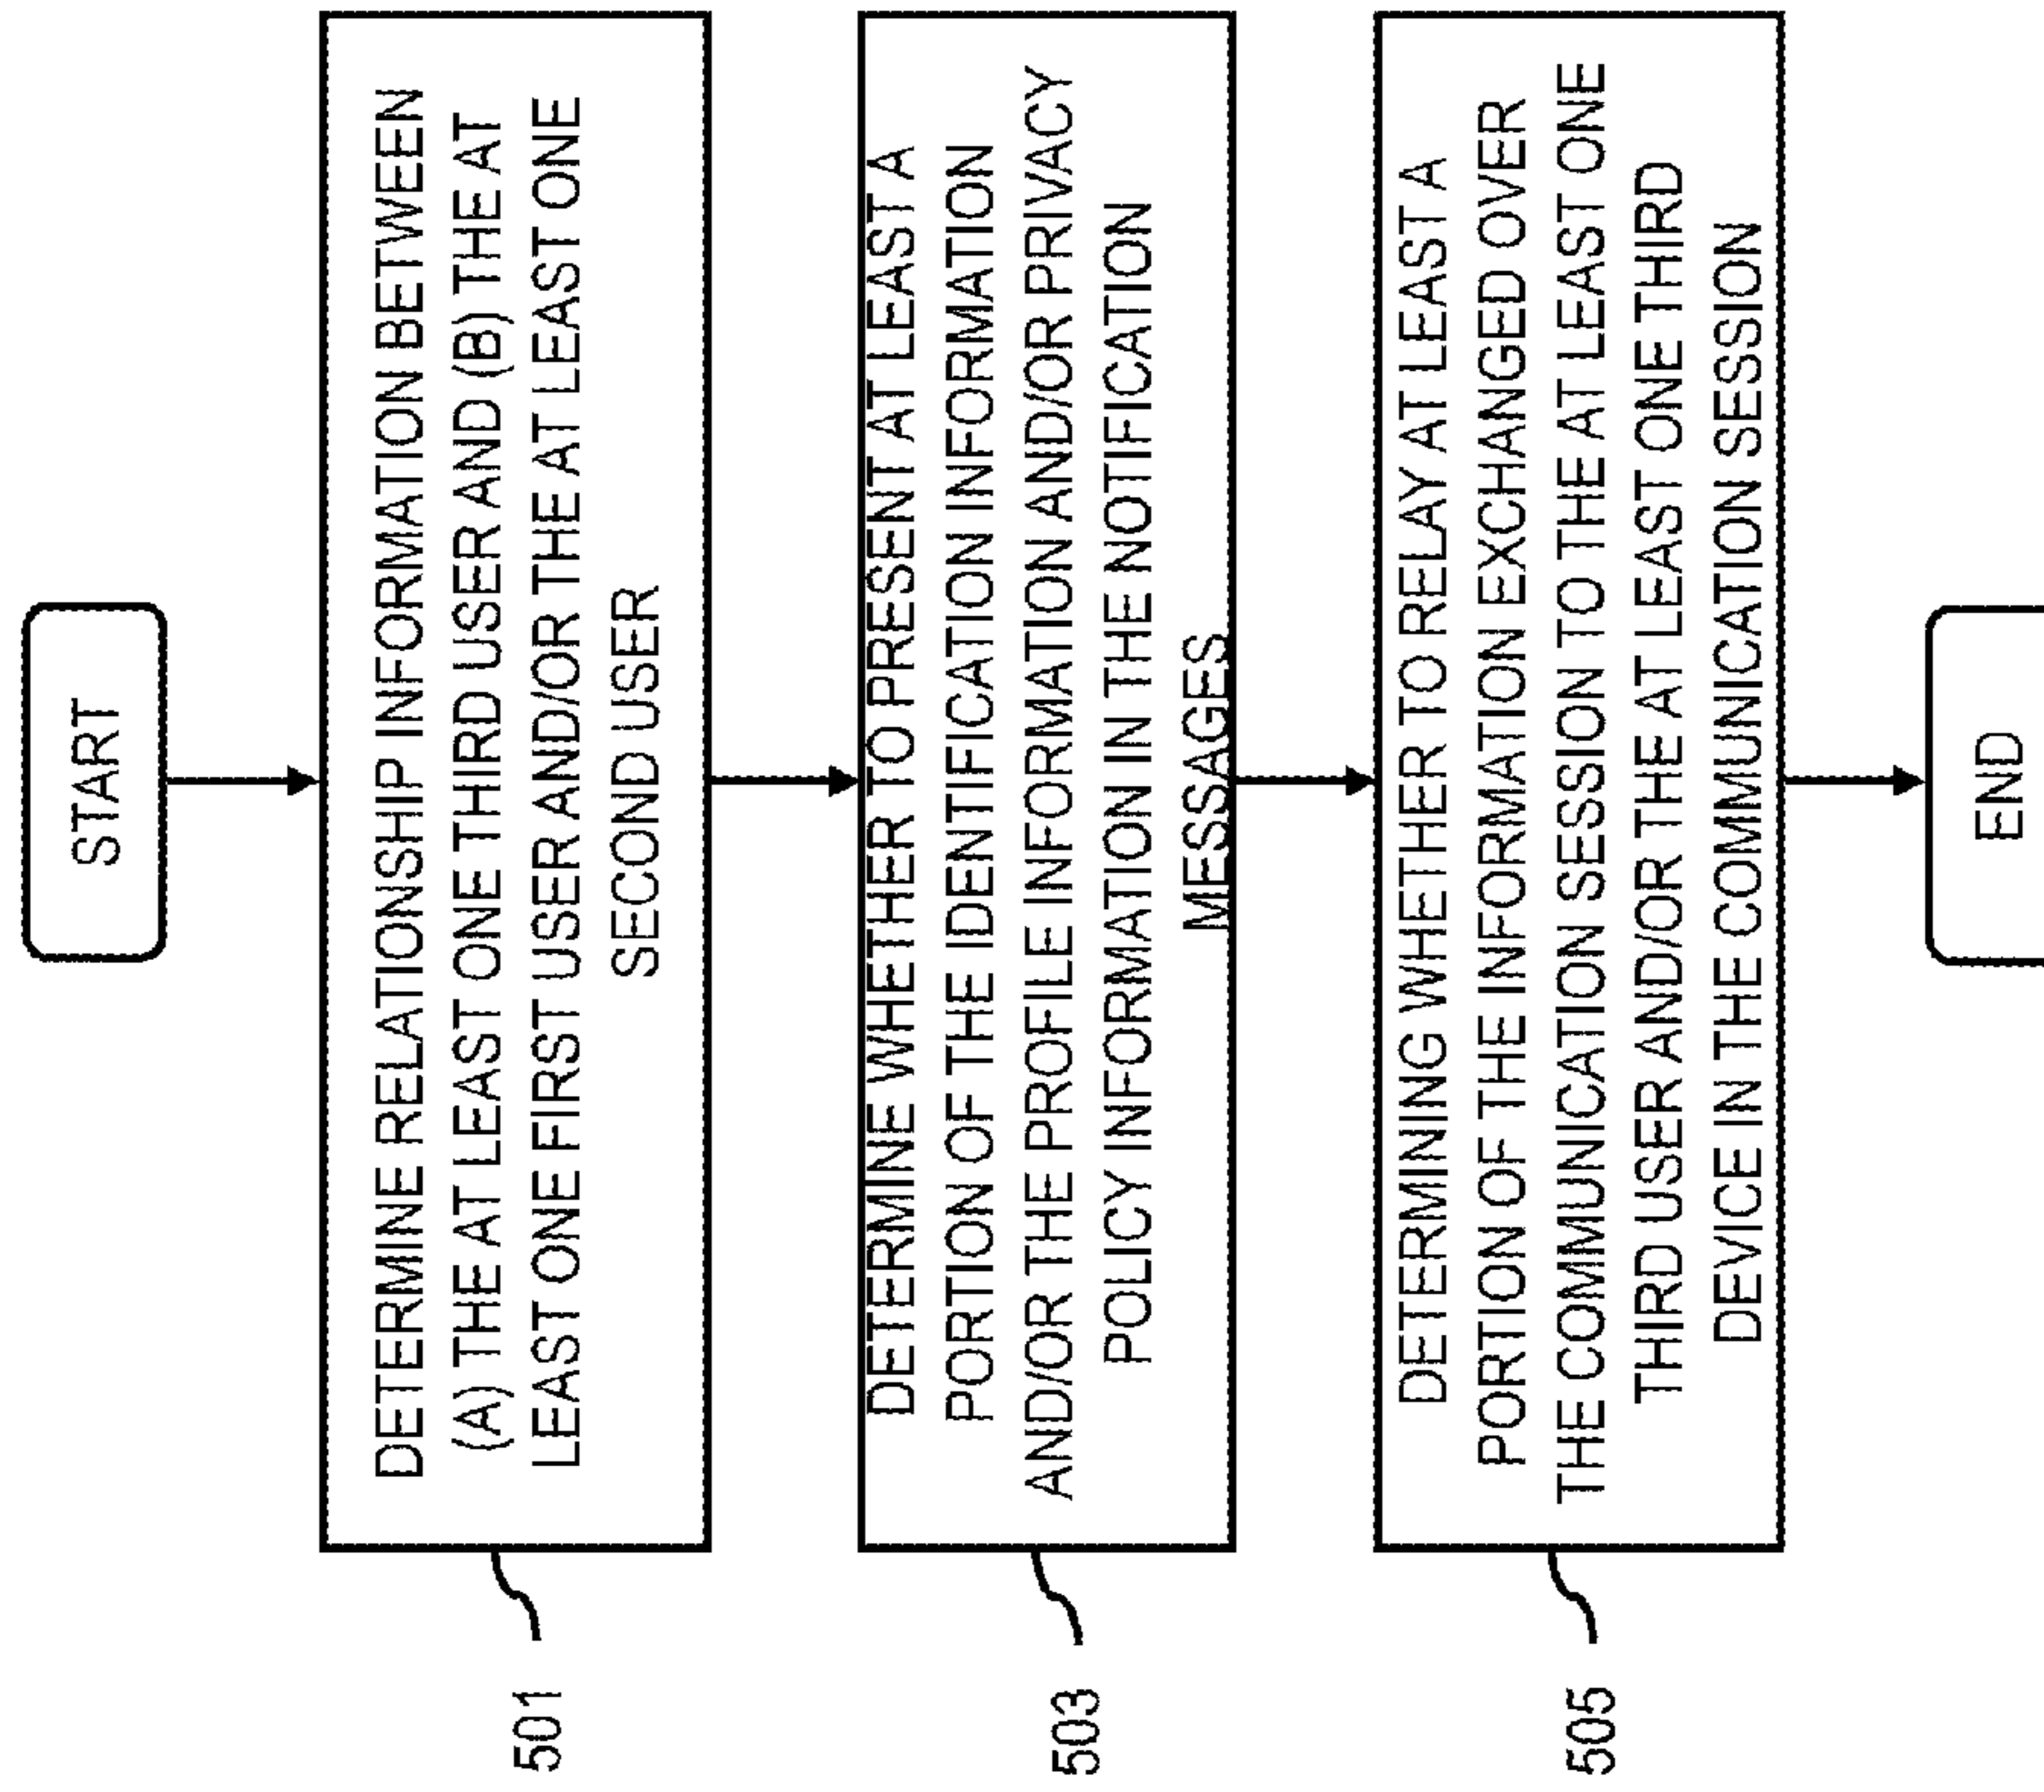 START
DETERMINE RELATIONSHIP INFORMATION BETWEEN
(A) THE AT LEAST ONE THIRD USER AND (B) THE AT
LEAST ONE FIRST USER AND/OR THE AT LEAST ONE
SECOND USER
501
DETERMINE WHETHER TO PRESENT AT LEAST A
PORTION OF THE IDENTIFICATION INFORMATION
AND/OR THE PROFILE INFORMATION AND/OR PRIVACY
POLICY INFORMATION IN THE NOTIFICATION
MESSAGES
503
DETERMINING WHETHER TO RELAY AT LEAST A
PORTION OF THE INFORMATION EXCHANGED OVER
THE COMMUNICATION SESSION TO THE AT LEAST ONE
THIRD USER AND/OR THE AT LEAST ONE THIRD
DEVICE IN THE COMMUNICATION SESSION
505
END